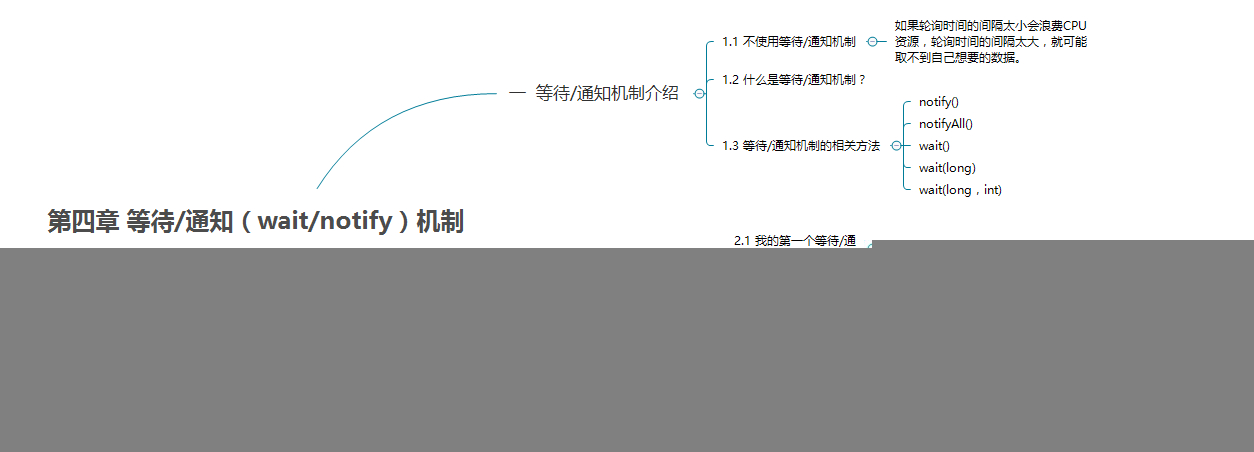 第四章 等待/通知（wait/notify）机制
一 等待/通知机制介绍
1.1 不使用等待/通知机制
如果轮询时间的间隔太小会浪费CPU
资源，轮询时间的间隔太大，就可能
取不到自己想要的数据。
1.2 什么是等待/通知机制？
1.3 等待/通知机制的相关方法
notify()
notifyAll()
wait()
wait(long)
wait(long，int)
2.1 我的第一个等待/通